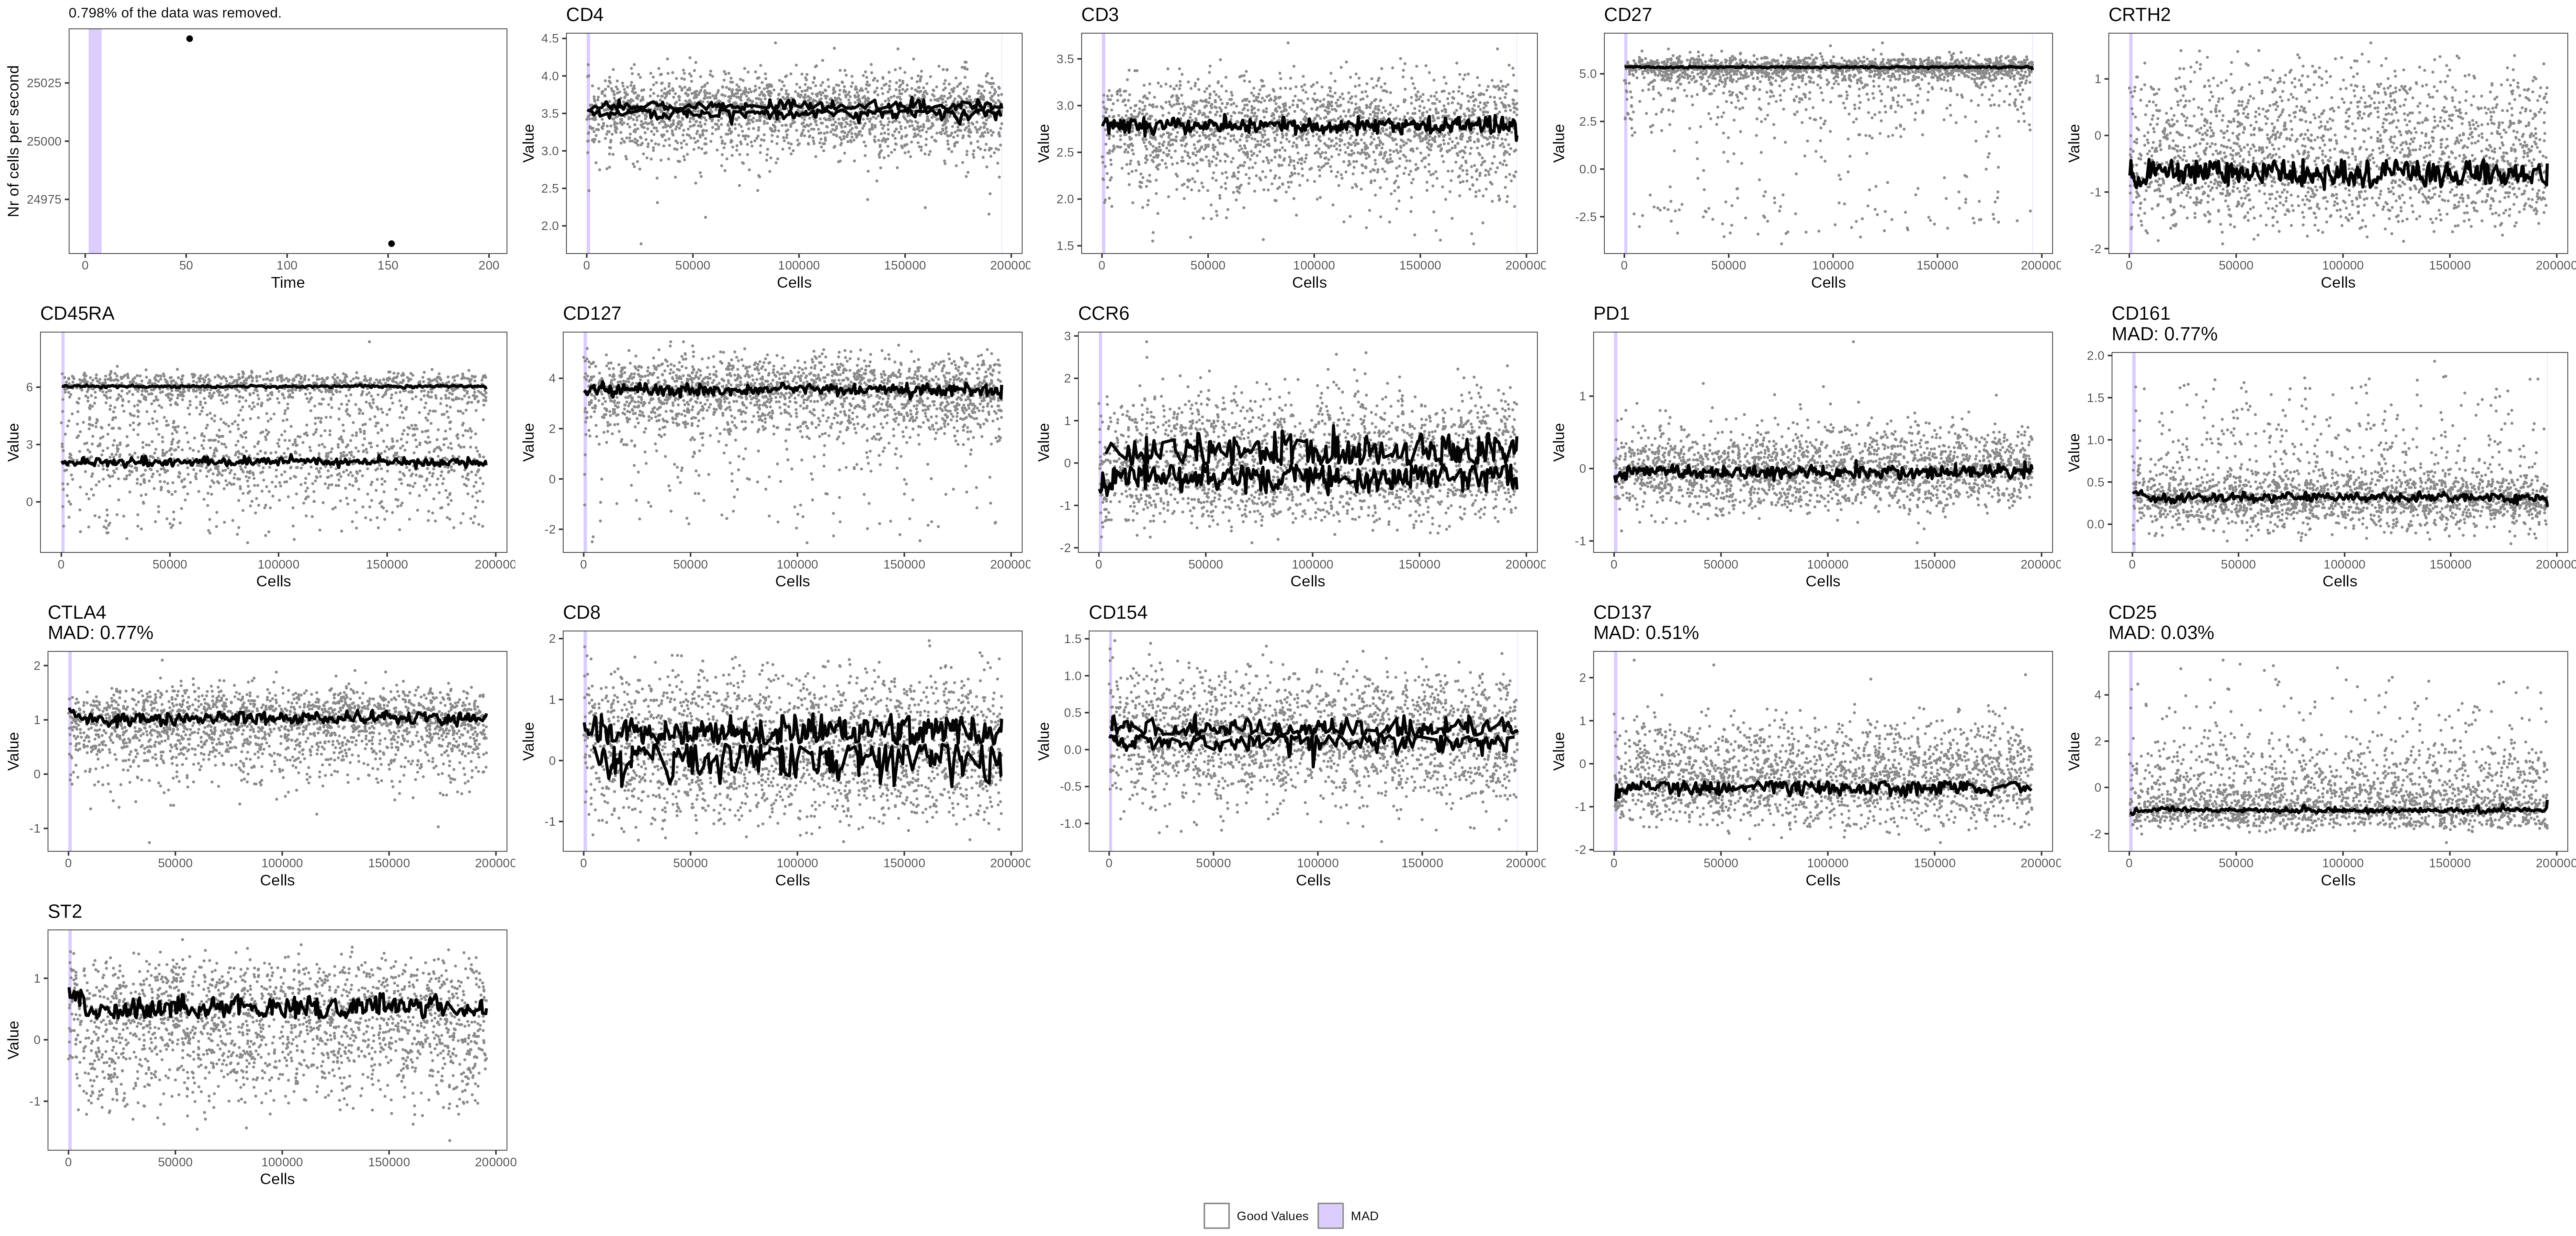 0.798% of the data was removed.
Nr of cells per second
25025
25000
24975
0 50 100 150 200
Time
CD4
Value
4.5
4.0
3.5
3.0
2.5
2.0
0 50000 100000 150000 200000
Cells
CD3
Value
3.5
3.0
2.5
2.0
1.5
0 50000 100000 150000 200000
Cells
CD27
Value
5.0
2.5
0.0
-2.5
0 50000 100000 150000 200000
Cells
CRTH2
Value
1
0
-1
-2
0 50000 100000 150000 200000
Cells
CD45RA
Value
6
3
0
0 50000 100000 150000 200000
Cells
CD127
Value
4
2
0
-2
0 50000 100000 150000 200000
Cells
CCR6
Value
3
2
1
0
-1
-2
0 50000 100000 150000 200000
Cells
PD1
Value
1
0
-1
0 50000 100000 150000 200000
Cells
CD161
MAD: 0.77%
Value
2.0
1.5
1.0
0.5
0.0
0 50000 100000 150000 200000
Cells
CTLA4
MAD: 0.77%
Value
2
1
0
-1
0 50000 100000 150000 200000
Cells
CD8
Value
2
1
0
-1
0 50000 100000 150000 200000
Cells
CD154
Value
1.5
1.0
0.5
0.0
-0.5
-1.0
0 50000 100000 150000 200000
Cells
CD137
MAD: 0.51%
Value
2
1
0
-1
-2
0 50000 100000 150000 200000
Cells
CD25
MAD: 0.03%
Value
4
2
0
-2
0 50000 100000 150000 200000
Cells
ST2
Value
1
0
-1
0 50000 100000 150000 200000
Cells
Good Values MAD